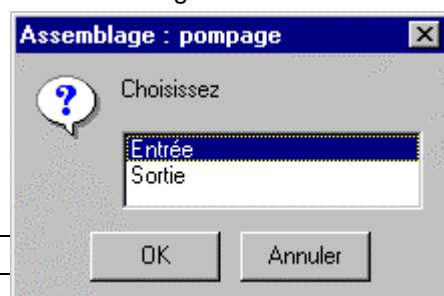 Assemblage : pompage
?
Choisissez
Entrée
Sortie
OK Annuler